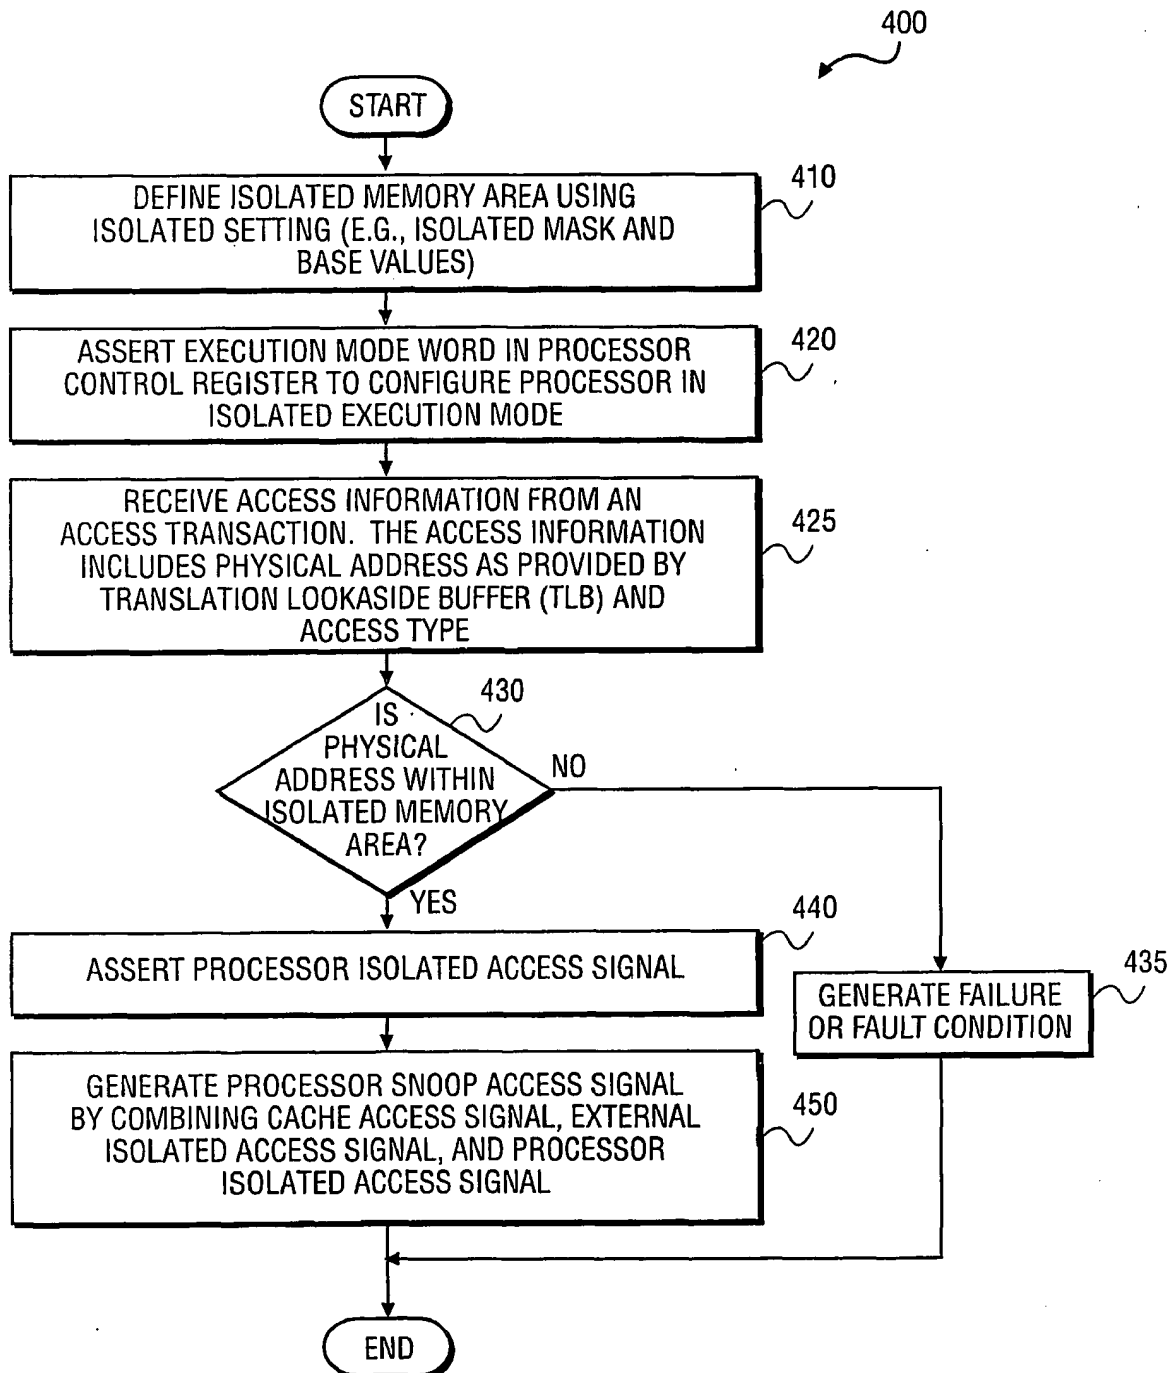 400
START
410
DEFINE ISOLATED MEMORY AREA USING
ISOLATED SETTING (E.G., ISOLATED MASK AND
BASE VALUES)
420
ASSERT EXECUTION MODE WORD IN PROCESSOR
CONTROL REGISTER TO CONFIGURE PROCESSOR IN
ISOLATED EXECUTION MODE
425
RECEIVE ACCESS INFORMATION FROM AN
ACCESS TRANSACTION. THE ACCESS INFORMATION
INCLUDES PHYSICAL ADDRESS AS PROVIDED BY
TRANSLATION LOOKASIDE BUFFER (TLB) AND
ACCESS TYPE
430
IS
PHYSICAL
ADDRESS WITHIN
ISOLATED MEMORY
AREA?
NO
YES
440
ASSERT PROCESSOR ISOLATED ACCESS SIGNAL
435
GENERATE FAILURE
OR FAULT CONDITION
450
GENERATE PROCESSOR SNOOP ACCESS SIGNAL
BY COMBINING CACHE ACCESS SIGNAL, EXTERNAL
ISOLATED ACCESS SIGNAL, AND PROCESSOR
ISOLATED ACCESS SIGNAL
END